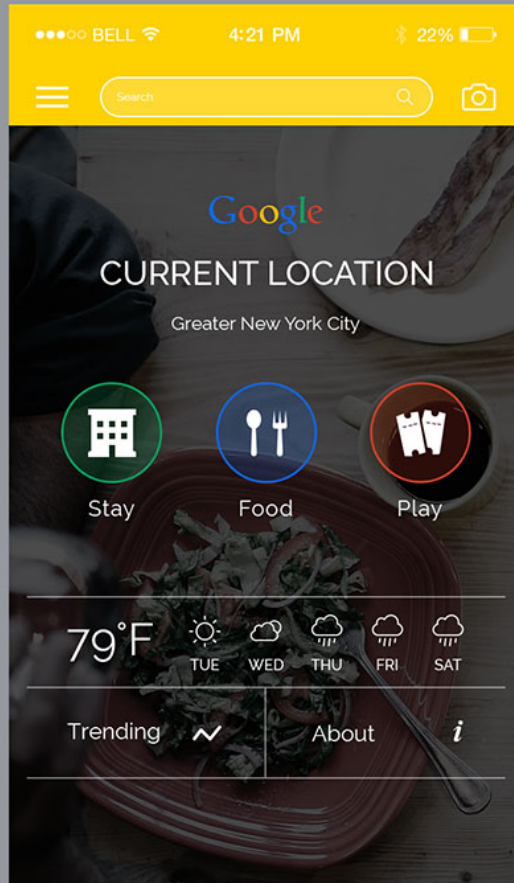 BELL 4:21 PM 22%
Search
Google
CURRENT LOCATION
Greater New York City
Stay Food Play
79°F
TUE WED THU FRI SAT
Trending About i